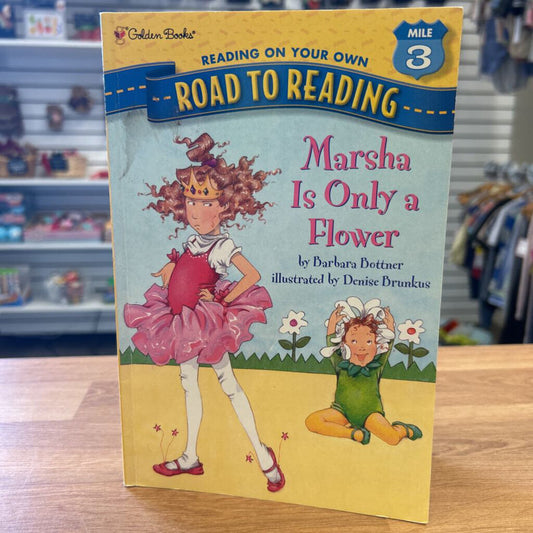 Golden Books®
READING ON YOUR OWN
MILE
3
ROAD TO READING
Marsha
Is Only a
Flower
by Barbara Bottner
illustrated by Denise Brunkus